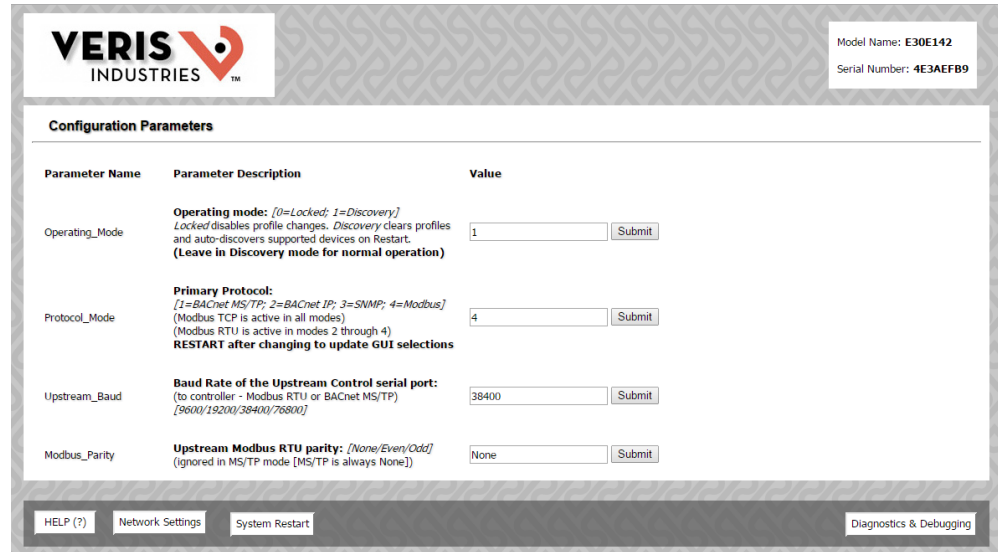 VERIS
INDUSTRIES
TM
Model Name: E30E142
Serial Number: 4E3AEFB9
Configuration Parameters
Parameter Name Parameter Description Value
Operating mode: [0=Locked; 1=Discovery]
Locked disables profile changes. Discovery clears profiles
and auto-discovers supported devices on Restart.
(Leave in Discovery mode for normal operation)
Operating_Mode
1
Submit
Primary Protocol:
[1=BACnet MS/TP; 2=BACnet IP; 3=SNMP; 4=Modbus]
(Modbus TCP is active in all modes)
(Modbus RTU is active in modes 2 through 4)
RESTART after changing to update GUI selections
Protocol_Mode
4
Submit
Baud Rate of the Upstream Control serial port:
(to controller - Modbus RTU or BACnet MS/TP)
[9600/19200/38400/76800]
Upstream_Baud
38400
Submit
Upstream Modbus RTU parity: [None/Even/Odd]
(ignored in MS/TP mode [MS/TP is always None])
Modbus_Parity
None
Submit
HELP (?)
Network Settings
System Restart
Diagnostics & Debugging